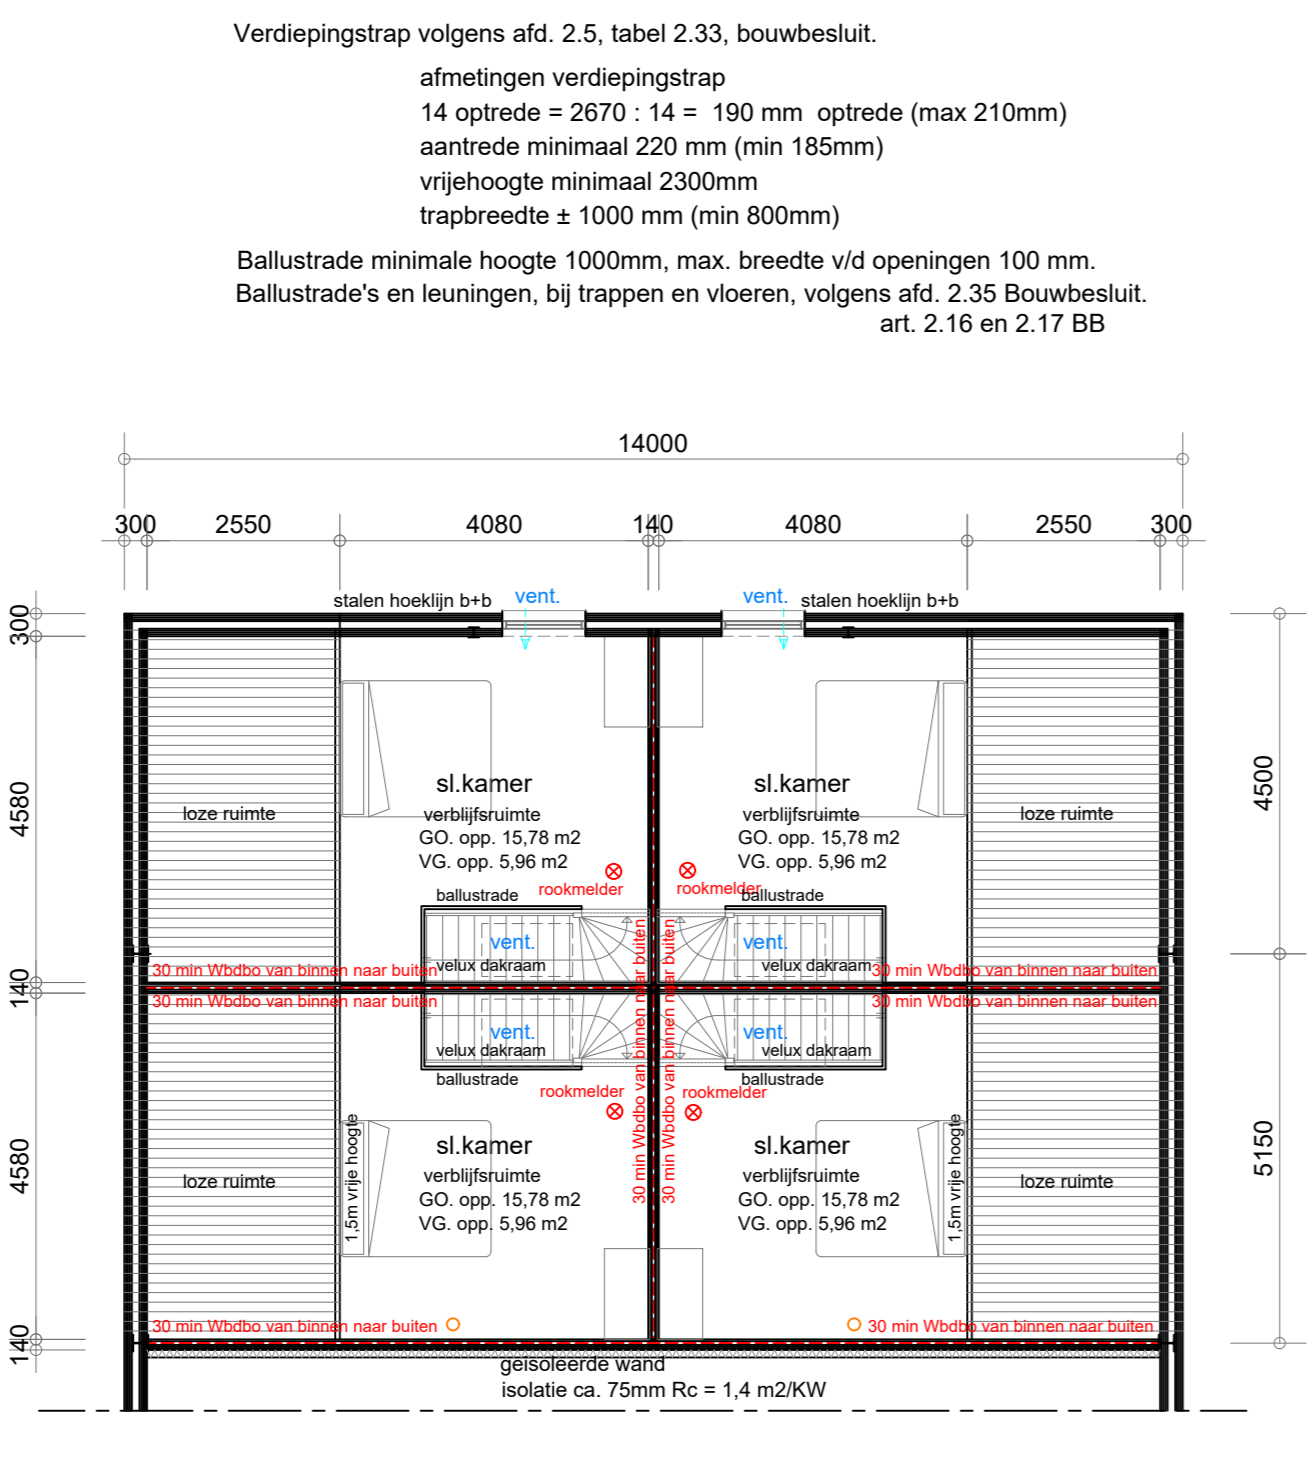 Verdiepingstrap volgens afd. 2.5, tabel 2.33, bouwbesluit.
afmetingen verdiepingstrap
14 optrede = 2670 : 14 = 190 mm optrede (max 210mm)
aantrede minimaal 220 mm (min 185mm)
vrijehoogte minimaal 2300mm
trapbreedte ± 1000 mm (min 800mm)
Ballustrade minimale hoogte 1000mm, max. breedte v/d openingen 100 mm.
Ballustrade's en leuningen, bij trappen en vloeren, volgens afd. 2.35 Bouwbesluit.
art. 2.16 en 2.17 BB
14000
300 2550 4080 140 4080 2550 300
stalen hoeklijn b+b
vent.
vent.
stalen hoeklijn b+b
300
4580
140
4580
140
4500
5150
loze ruimte
sl.kamer
verblijfsruimte
GO. opp. 15,78 m2
VG. opp. 5,96 m2
rookmelder
ballustrade
sl.kamer
verblijfsruimte
GO. opp. 15,78 m2
VG. opp. 5,96 m2
rookmelder
ballustrade
loze ruimte
vent.
velux dakraam
vent.
velux dakraam
30 min Wbdbo van binnen naar buiten
30 min Wbdbo van binnen naar buiten
30 min Wbdbo van binnen naar buiten
30 min Wbdbo van binnen naar buiten
30 min Wbdbo van binnen naar buiten
30 min Wbdbo van binnen naar buiten
vent.
velux dakraam
ballustrade
vent.
velux dakraam
ballustrade
rookmelder
rookmelder
loze ruimte
1,5m vrije hoogte
sl.kamer
verblijfsruimte
GO. opp. 15,78 m2
VG. opp. 5,96 m2
sl.kamer
verblijfsruimte
GO. opp. 15,78 m2
VG. opp. 5,96 m2
1,5m vrije hoogte
loze ruimte
30 min Wbdbo van binnen naar buiten
30 min Wbdbo van binnen naar buiten
geisoleerde wand
isolatie ca. 75mm Rc = 1,4 m2/KW